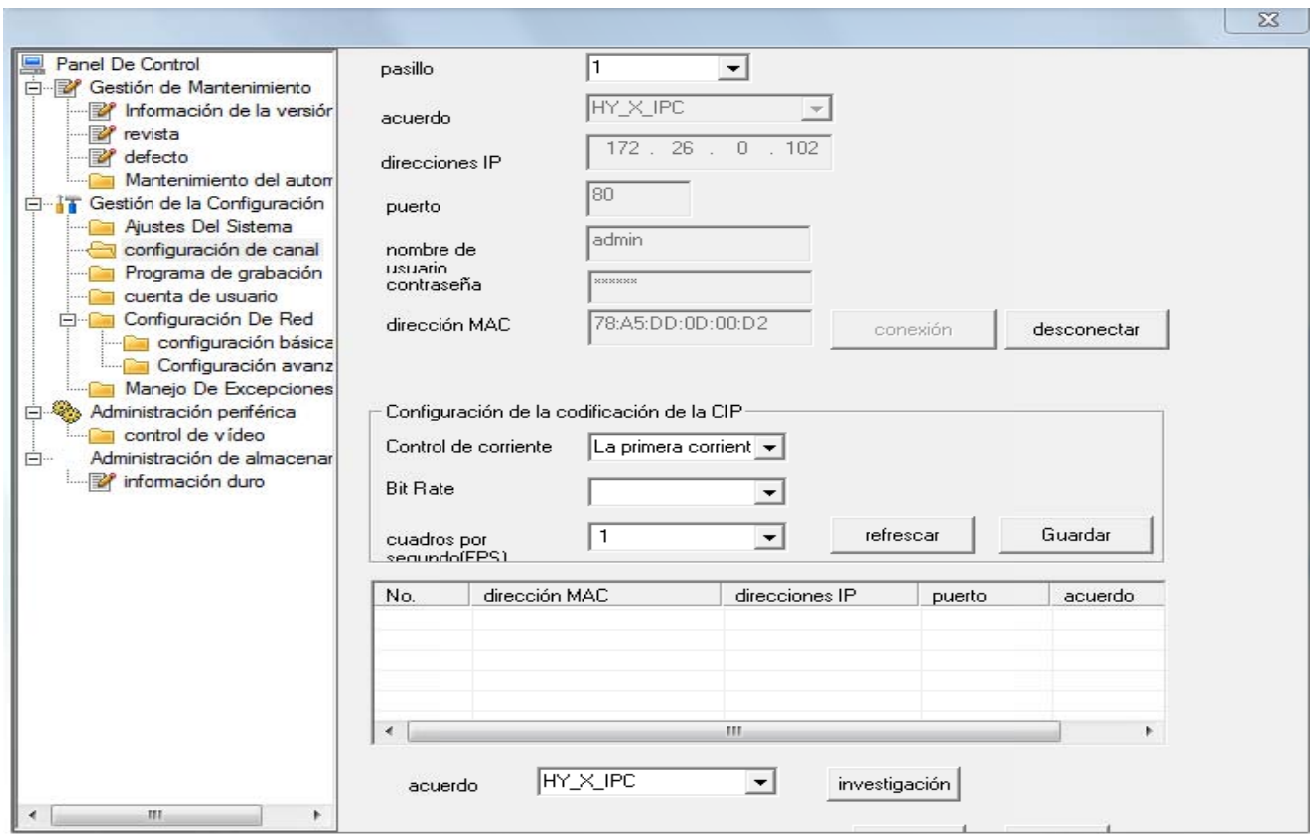 Panel De Control
Gestión de Mantenimiento
Información de la versiór
revista
defecto
Mantenimiento del autom
Gestión de la Configuración
Ajustes Del Sistema
configuración de canal
Programa de grabación
cuenta de usuario
Configuración De Red
configuración básica
Configuración avanz
Manejo De Excepciones
Administración periférica
control de vídeo
Administración de almacenar
información duro
pasillo
1
acuerdo
HY_X_IPC
direcciones IP
172 . 26 . 0 . 102
puerto
80
nombre de
usuario
admin
contraseña
××××××
dirección MAC
78:A5:DD:0D:00:D2
conexión
desconectar
Configuración de la codificación de la CIP
Control de corriente
La primera corrient
Bit Rate
cuadros por
segundo(FPS)
1
refrescar
Guardar
No. dirección MAC direcciones IP puerto acuerdo
acuerdo
HY_X_IPC
investigación